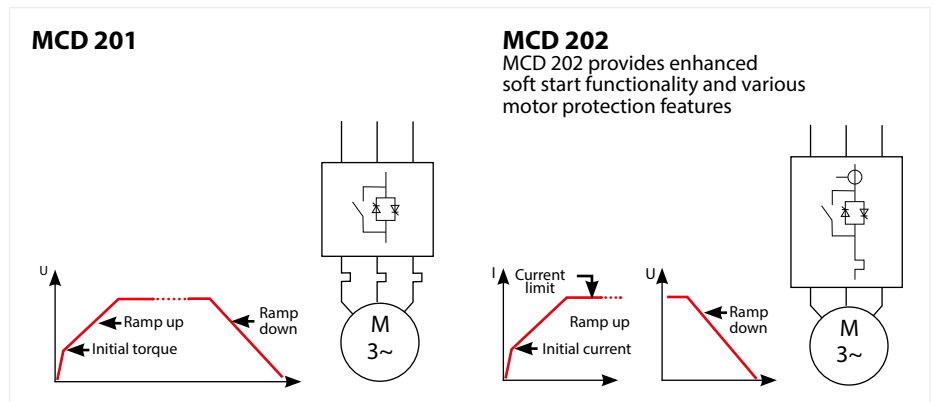 MCD 201
U
Ramp up
Initial torque
Ramp
down
M
3~
MCD 202
MCD 202 provides enhanced
soft start functionality and various
motor protection features
I
Current
limit
Ramp up
Initial current
U
Ramp
down
M
3~